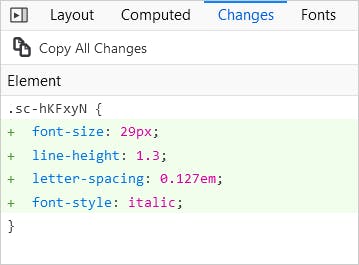 Layout Computed Changes Fonts
Copy All Changes
Element
.sc-hKFxyN {
+ font-size: 29px;
+ line-height: 1.3;
+ letter-spacing: 0.127em;
+ font-style: italic;
}